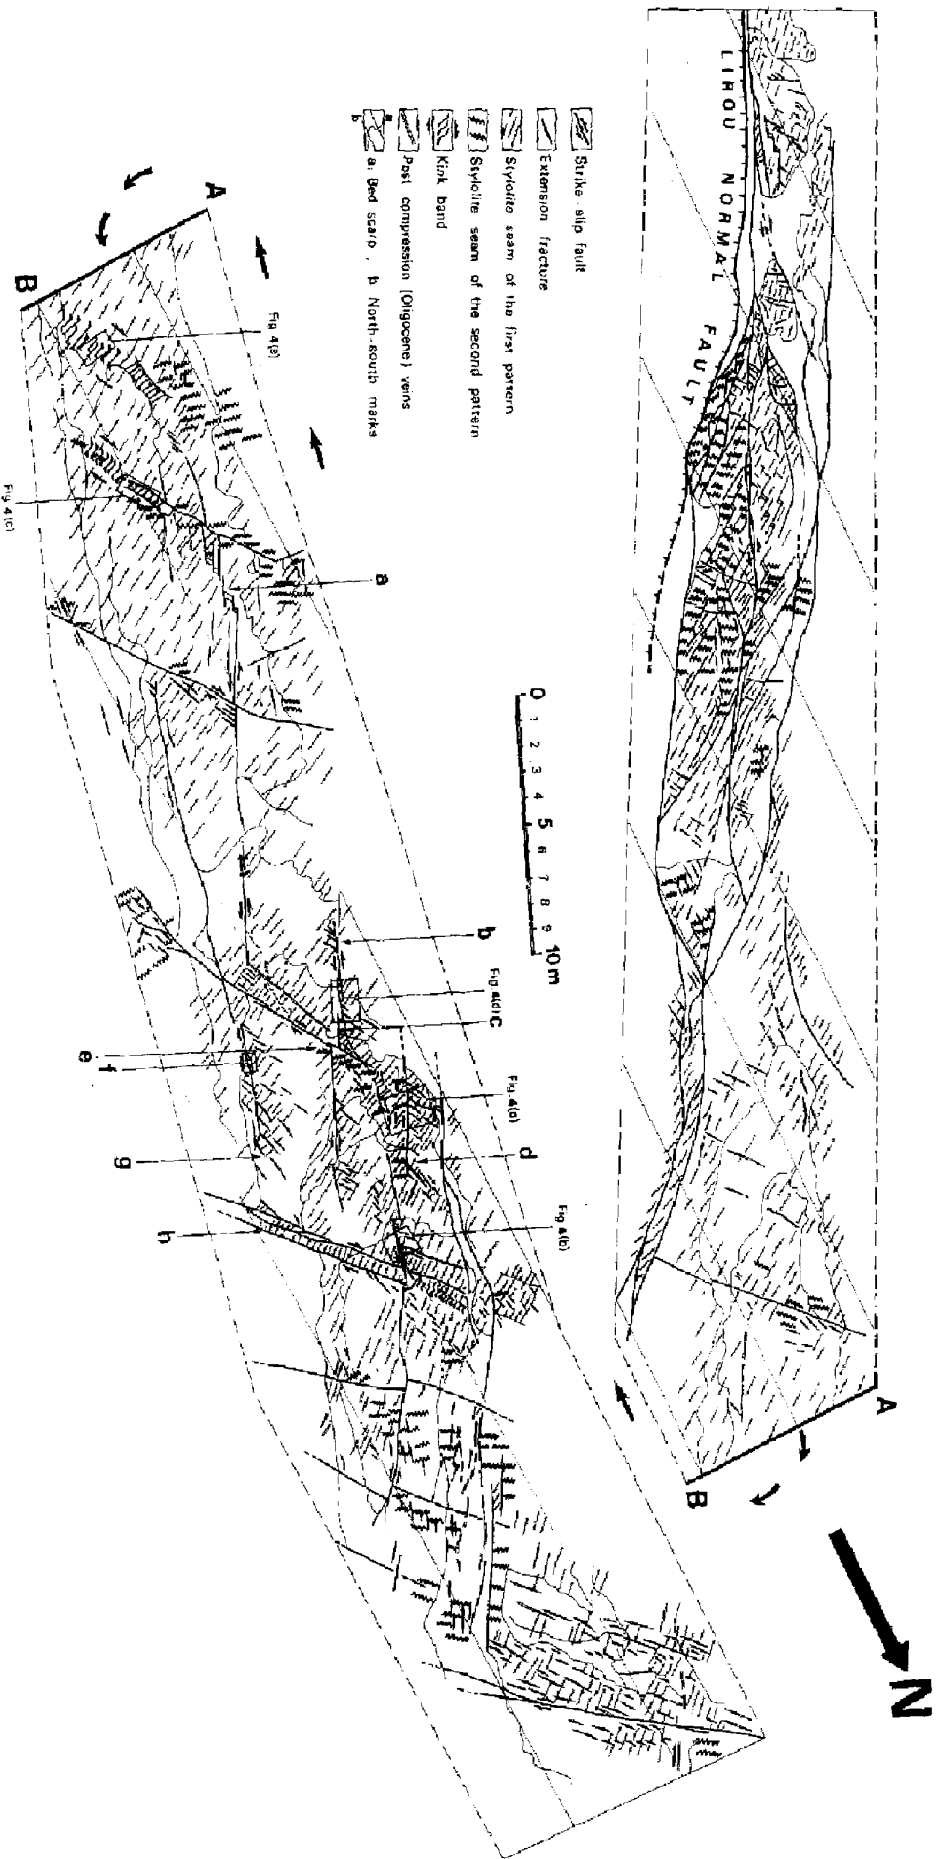 LIROU NORMAL FAULT
Strike-slip fault
Extension fracture
Stylolite seam of the first pattern
Stylolite seam of the second pattern
Kink band
Post compression (Oligocene) veins
a
b
a. Bed scarp, b. North-south marks
A
B
N
A
B
Fig 4(e)
Fig 4(c)
a
0 1 2 3 4 5 6 7 8 9 10m
b
Fig. 4(d)
c
Fig. 4(a)
d
Fig 4(b)
e
f
g
h